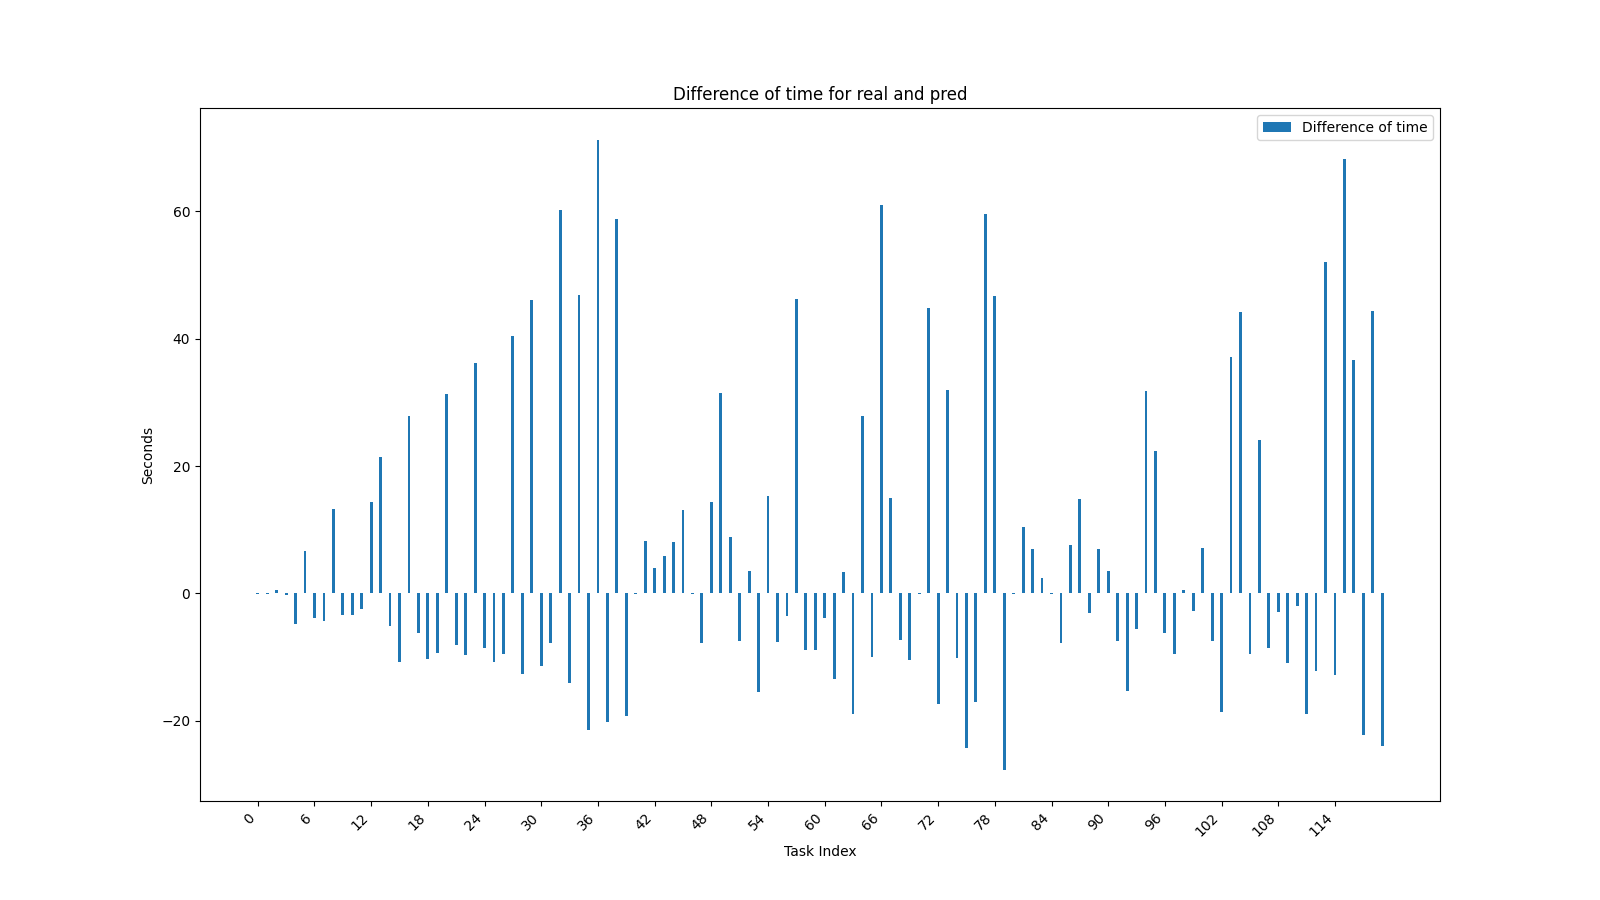 Difference of time for real and pred
Difference of time
60
40
20
0
−20
Seconds
0 6 12 18 24 30 36 42 48 54 60 66 72 78 84 90 96 102 108 114
Task Index